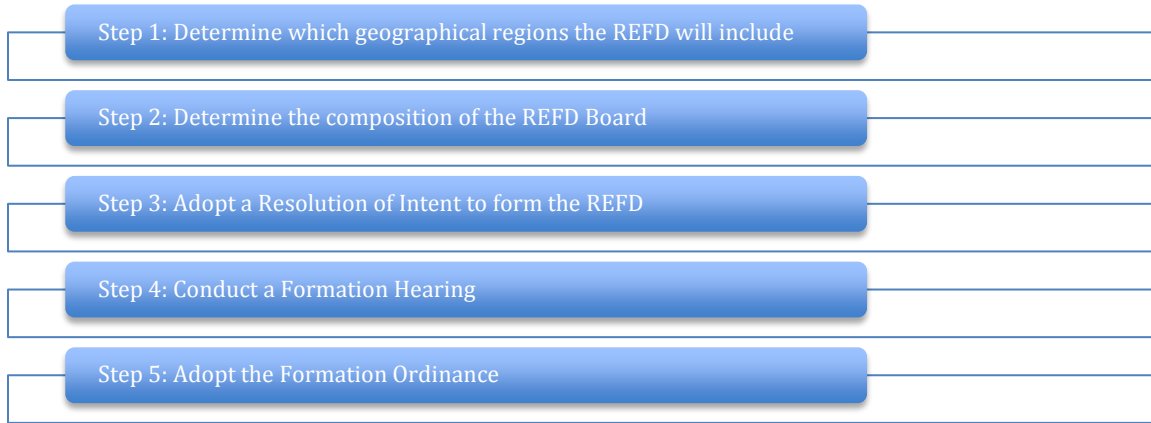 Step 1: Determine which geographical regions the REFD will include
Step 2: Determine the composition of the REFD Board
Step 3: Adopt a Resolution of Intent to form the REFD
Step 4: Conduct a Formation Hearing
Step 5: Adopt the Formation Ordinance